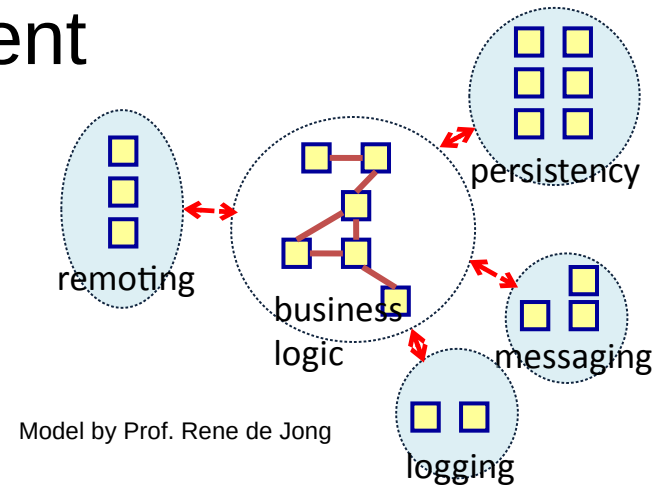 ent
persistency
remoting
business
logic
messaging
Model by Prof. Rene de Jong
logging